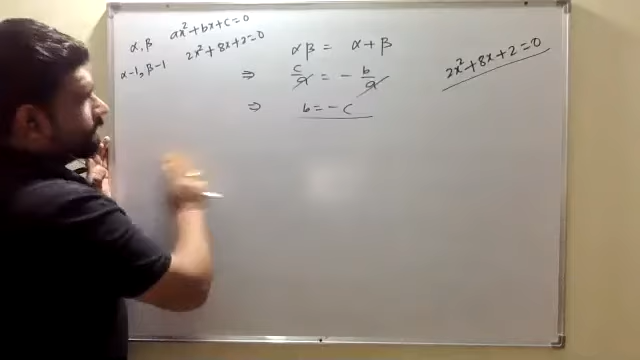 α, β ax²+bx+c=0
α-1, β-1 2x²+8x+2=0
αβ = α+β
⇒ c/a = - b/a
⇒ b = -c
2x²+8x+2=0